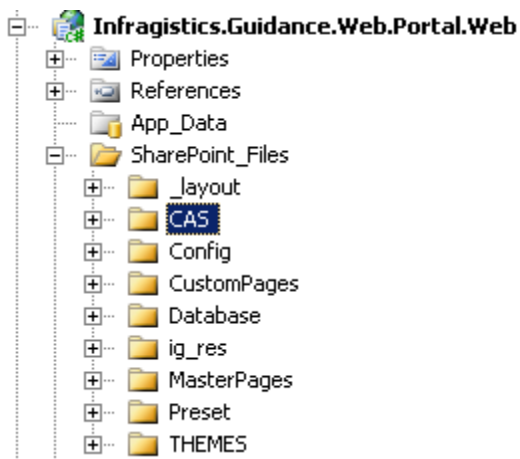 Infragistics.Guidance.Web.Portal.Web
Properties
References
App_Data
SharePoint_Files
_layout
CAS
Config
CustomPages
Database
ig_res
MasterPages
Preset
THEMES